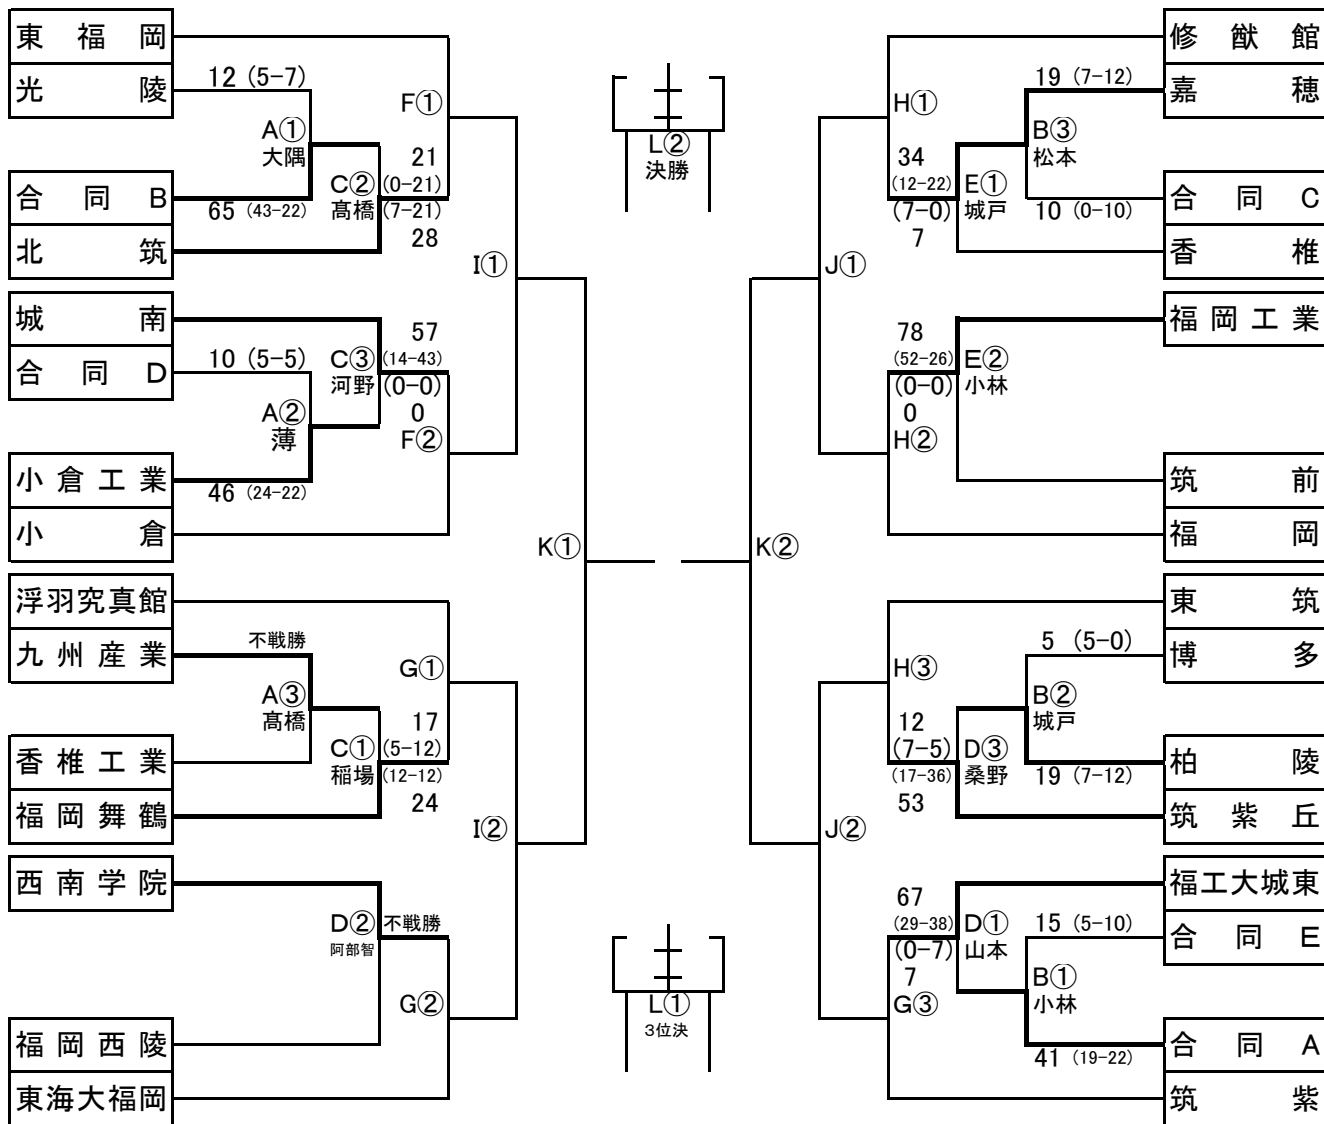 東福岡
光陵
12 (5-7)
A①
大隅
F①
21
(0-21)
C②
髙橋
(7-21)
28
合同B
65 (43-22)
北筑
I①
城南
57
10 (5-5)
C③
(14-43)
合同D
河野
(0-0)
0
A②
薄
F②
小倉工業
46 (24-22)
小倉
K①
浮羽究真館
九州産業
不戦勝
G①
A③
髙橋
17
C①
(5-12)
稲場
(12-12)
24
香椎工業
福岡舞鶴
I②
西南学院
D②
不戦勝
阿部智
G②
福岡西陵
東海大福岡
L②
決勝
L①
3位決
修猷館
19 (7-12)
嘉穂
H①
B③
松本
34
(12-22)
E①
(7-0)
城戸
7
合同C
10 (0-10)
香椎
J①
福岡工業
78
(52-26)
E②
(0-0)
小林
0
H②
筑前
福岡
K②
東筑
5 (5-0)
博多
H③
B②
城戸
12
(7-5)
D③
(17-36)
桑野
53
柏陵
19 (7-12)
筑紫丘
J②
福工大城東
67
(29-38)
D①
15 (5-10)
(0-7)
山本
合同E
7
B①
小林
G③
合同A
41 (19-22)
筑紫